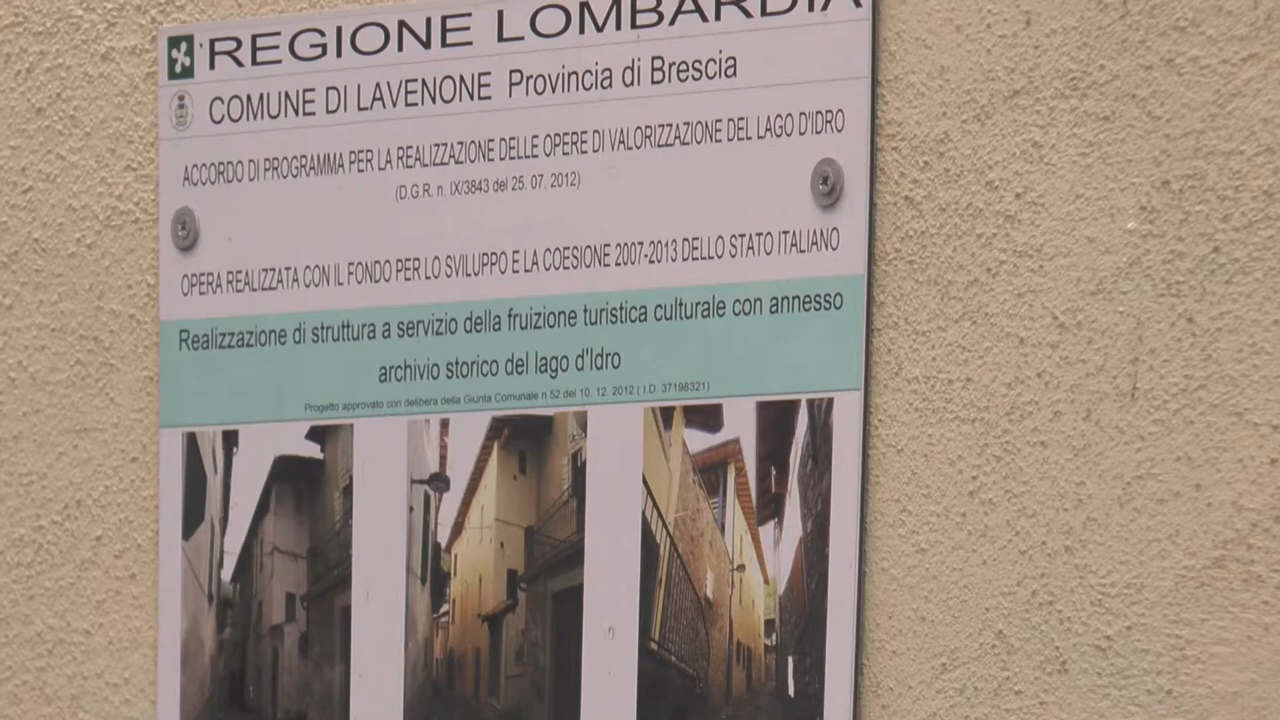 REGIONE LOMBARDIA
COMUNE DI LAVENONE Provincia di Brescia
ACCORDO DI PROGRAMMA PER LA REALIZZAZIONE DELLE OPERE DI VALORIZZAZIONE DEL LAGO D'IDRO
(D.G.R. n. IX/3843 del 25. 07. 2012)
OPERA REALIZZATA CON IL FONDO PER LO SVILUPPO E LA COESIONE 2007-2013 DELLO STATO ITALIANO
Realizzazione di struttura a servizio della fruizione turistica culturale con annesso
archivio storico del lago d'Idro
Progetto approvato con delibera della Giunta Comunale n 52 del 10. 12. 2012 ( I.D. 37198321)